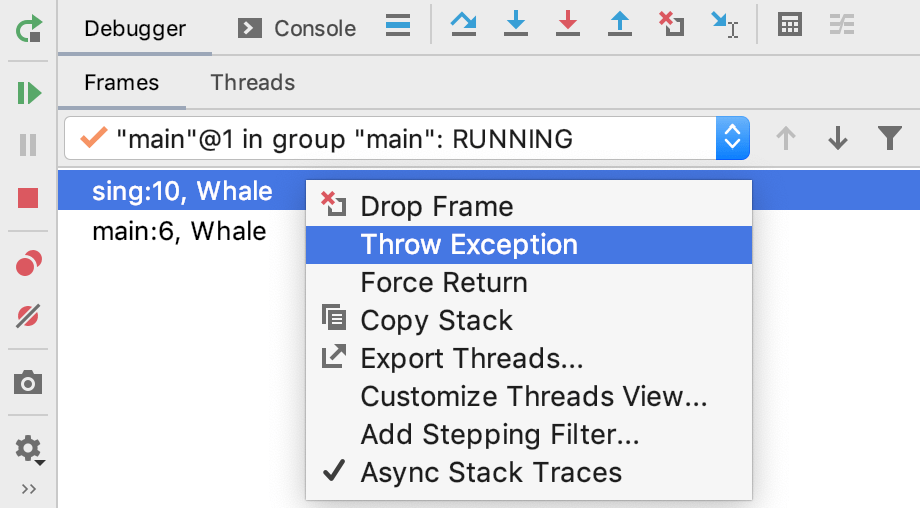 Debugger
Console
Frames
Threads
"main"@1 in group "main": RUNNING
sing:10, Whale
main:6, Whale
Drop Frame
Throw Exception
Force Return
Copy Stack
Export Threads...
Customize Threads View...
Add Stepping Filter...
Async Stack Traces